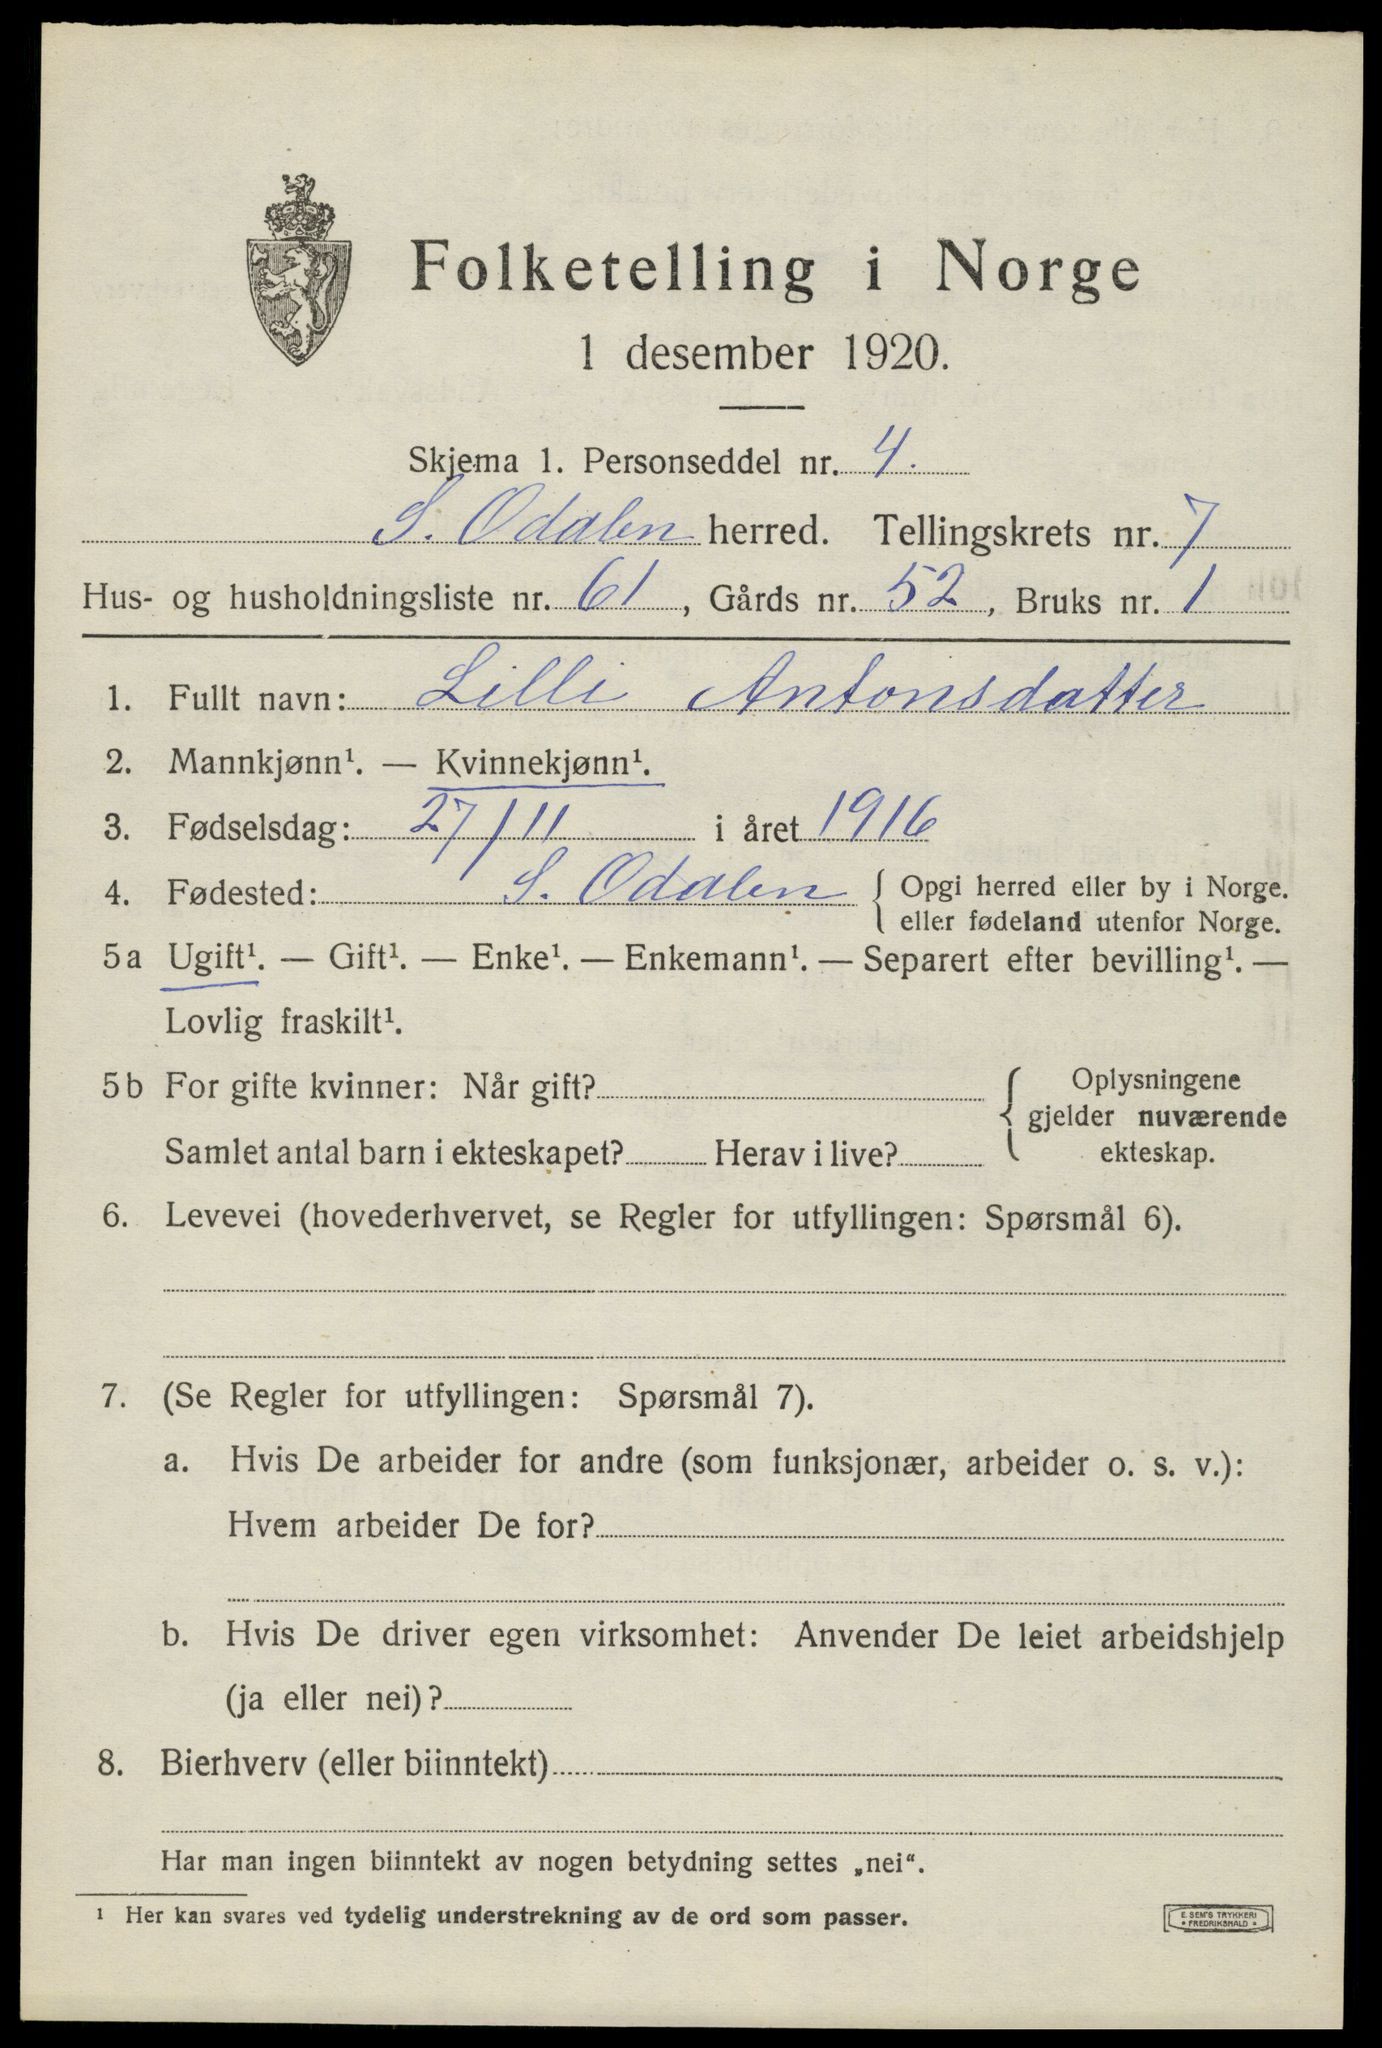 Folketelling i Norge
1 desember 1920.
Skjema 1. Personseddel nr. 4.
S. Odalen herred. Tellingskrets nr. 7
Hus- og husholdningsliste nr. 61, Gårds nr. 52, Bruks nr. 1
1. Fullt navn: Lilli Antonsdatter
2. Mannkjønn¹. — Kvinnekjønn¹.
3. Fødselsdag: 27/11 i året 1916
4. Fødested: S. Odalen { Opgi herred eller by i Norge.
eller fødeland utenfor Norge.
5a Ugift¹. — Gift¹. — Enke¹. — Enkemann¹. — Separert efter bevilling¹. —
Lovlig fraskilt¹.
5b For gifte kvinner: Når gift?
Samlet antal barn i ekteskapet? Herav i live?
Oplysningene
gjelder nuværende
ekteskap.
6. Levevei (hovederhvervet, se Regler for utfyllingen: Spørsmål 6).
7. (Se Regler for utfyllingen: Spørsmål 7).
a. Hvis De arbeider for andre (som funksjonær, arbeider o. s. v.):
Hvem arbeider De for?
b. Hvis De driver egen virksomhet: Anvender De leiet arbeidshjelp
(ja eller nei)?
8. Bierhverv (eller biinntekt)
Har man ingen biinntekt av nogen betydning settes „nei“.
¹ Her kan svares ved tydelig understrekning av de ord som passer.
E. SEM'S TRYKKERI
* FREDRIKSHALD *